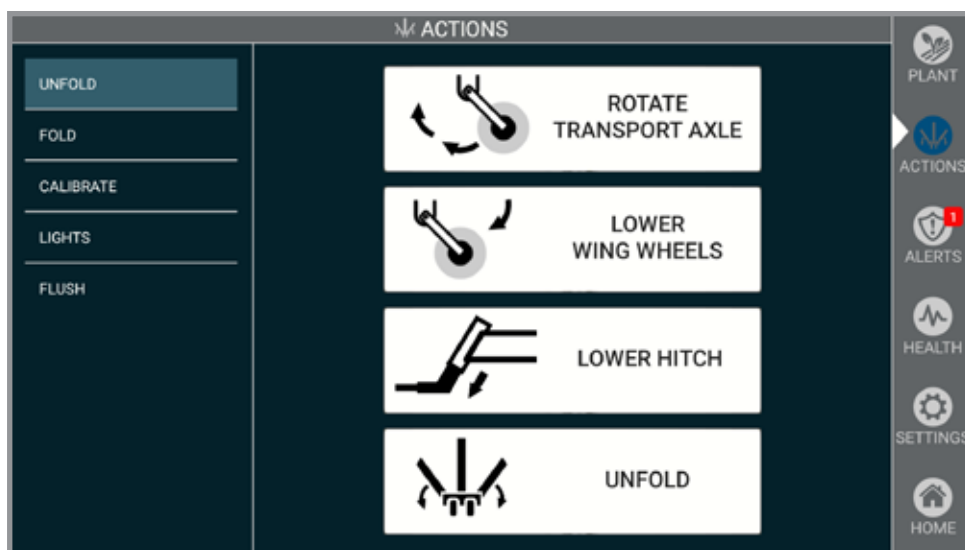 ACTIONS
UNFOLD
FOLD
CALIBRATE
LIGHTS
FLUSH
ROTATE
TRANSPORT AXLE
LOWER
WING WHEELS
LOWER HITCH
UNFOLD
PLANT
ACTIONS
1
ALERTS
HEALTH
SETTINGS
HOME